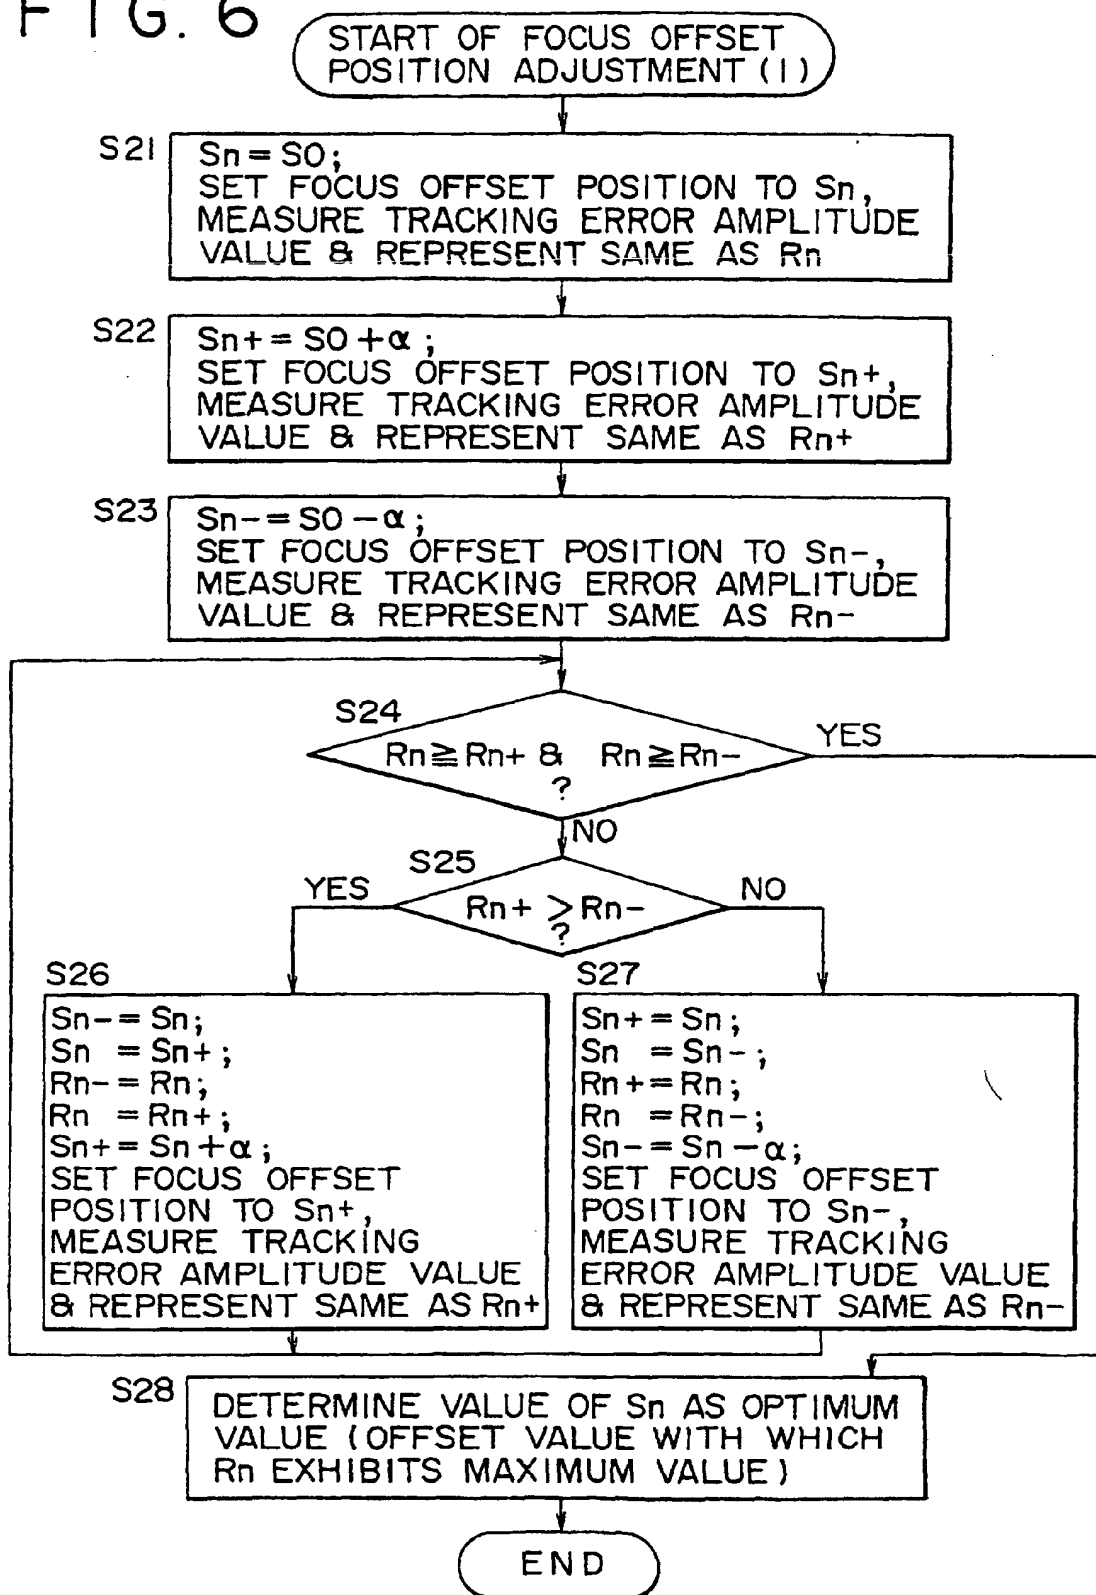 FIG. 6
START OF FOCUS OFFSET
POSITION ADJUSTMENT (1)
S21
Sn = S0;
SET FOCUS OFFSET POSITION TO Sn,
MEASURE TRACKING ERROR AMPLITUDE
VALUE & REPRESENT SAME AS Rn
S22
Sn+ = S0 + α ;
SET FOCUS OFFSET POSITION TO Sn+,
MEASURE TRACKING ERROR AMPLITUDE
VALUE & REPRESENT SAME AS Rn+
S23
Sn- = S0 - α ;
SET FOCUS OFFSET POSITION TO Sn-,
MEASURE TRACKING ERROR AMPLITUDE
VALUE & REPRESENT SAME AS Rn-
S24
Rn ≧ Rn+ & Rn ≧ Rn-
?
YES
NO
S25
Rn+ > Rn-
?
YES
NO
S26
Sn- = Sn;
Sn = Sn+ ;
Rn- = Rn;
Rn = Rn+ ;
Sn+ = Sn + α ;
SET FOCUS OFFSET
POSITION TO Sn+,
MEASURE TRACKING
ERROR AMPLITUDE VALUE
& REPRESENT SAME AS Rn+
S27
Sn+ = Sn;
Sn = Sn- ;
Rn+ = Rn;
Rn = Rn- ;
Sn- = Sn - α;
SET FOCUS OFFSET
POSITION TO Sn-,
MEASURE TRACKING
ERROR AMPLITUDE VALUE
& REPRESENT SAME AS Rn-
S28
DETERMINE VALUE OF Sn AS OPTIMUM
VALUE (OFFSET VALUE WITH WHICH
Rn EXHIBITS MAXIMUM VALUE)
END